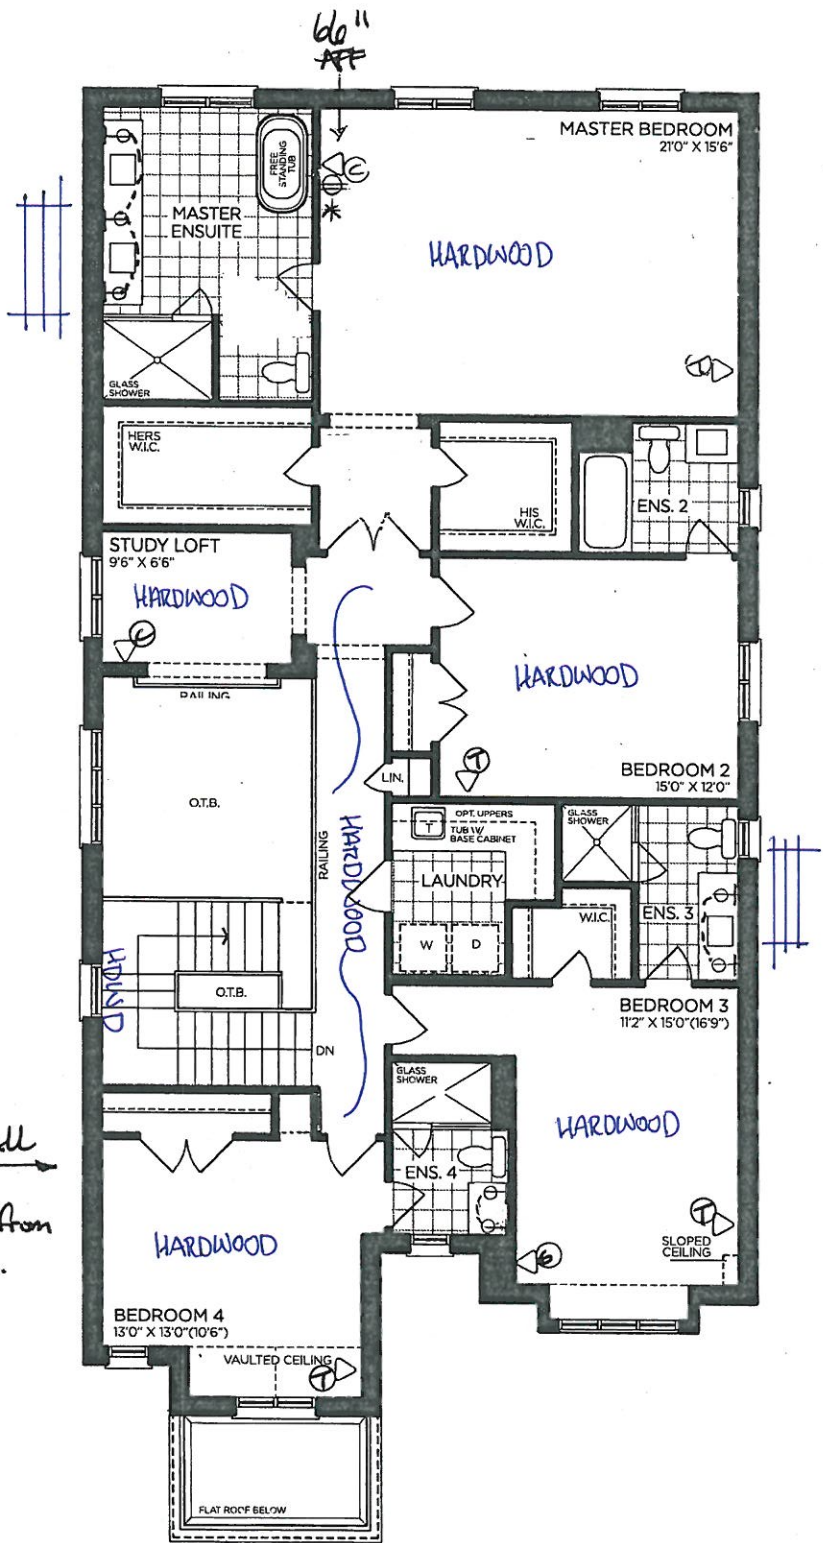 66"
AFF
MASTER BEDROOM
21'0" X 15'6"
FREE
STANDING
TUB
C
*
MASTER
ENSUITE
HARDWOOD
GLASS
SHOWER
HERS
W.I.C.
HIS
W.I.C.
ENS. 2
STUDY LOFT
9'6" X 6'6"
HARDWOOD
C
RAILING
HARDWOOD
T
BEDROOM 2
15'0" X 12'0"
LIN.
O.T.B.
RAILING
HARDWOOD
OPT. UPPERS
T
TUB W/
BASE CABINET
LAUNDRY
W
D
GLASS
SHOWER
W.I.C.
ENS. 3
HDWD
O.T.B.
DN
BEDROOM 3
11'2" X 15'0"(16'9")
GLASS
SHOWER
HARDWOOD
ENS. 4
T
SLOPED
CEILING
6
from
HARDWOOD
BEDROOM 4
13'0" X 13'0"(10'6")
VAULTED CEILING
T
FLAT ROOF BELOW